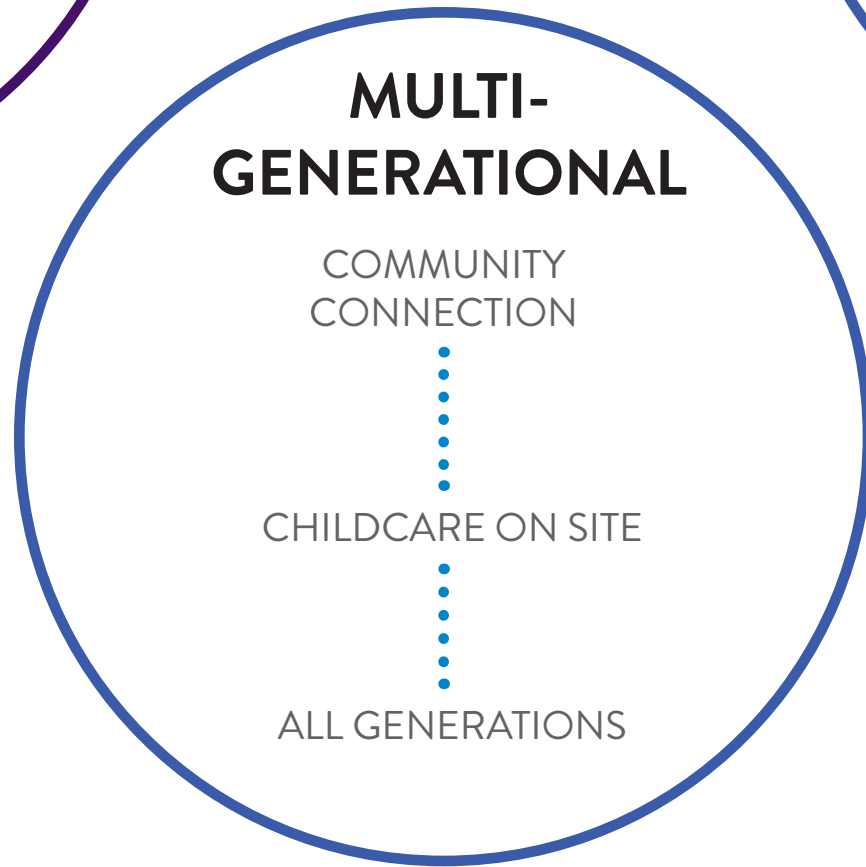 MULTI-
GENERATIONAL
COMMUNITY
CONNECTION
CHILDCARE ON SITE
ALL GENERATIONS